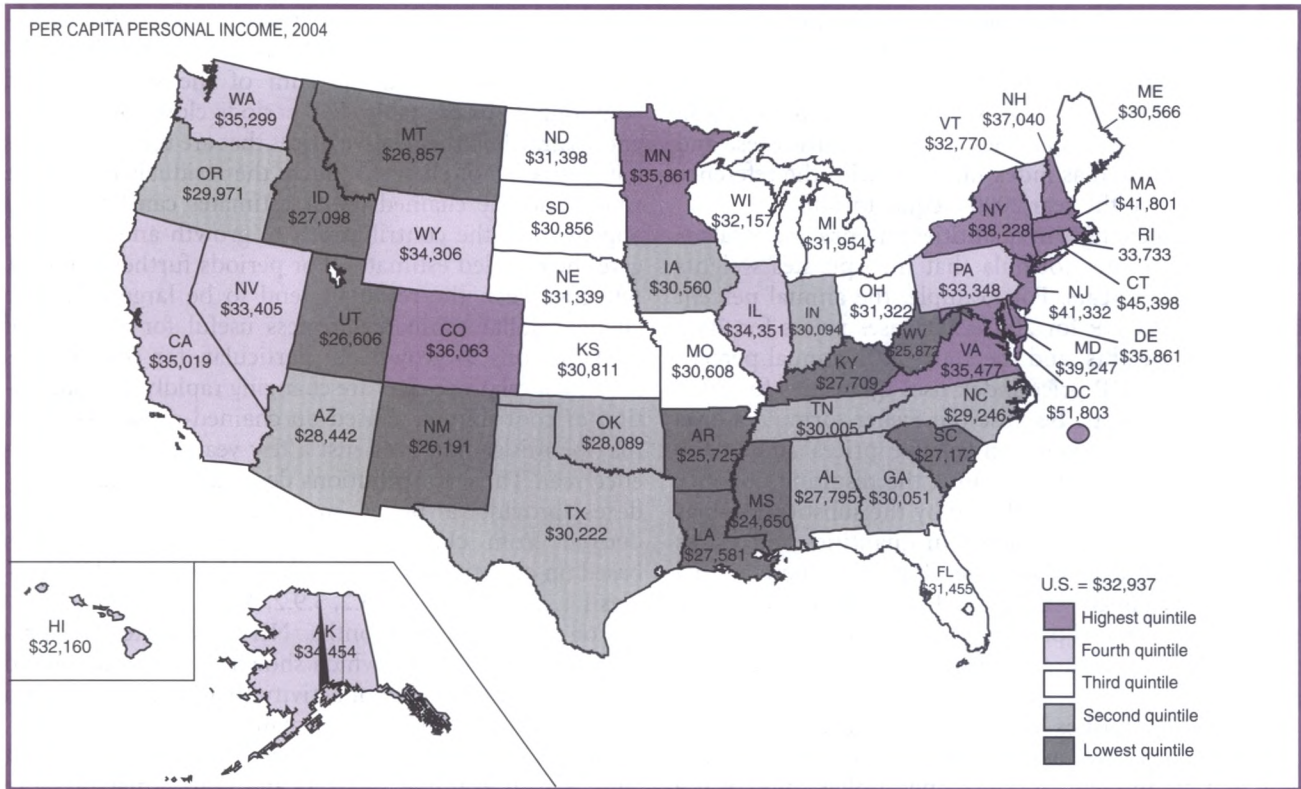 PER CAPITA PERSONAL INCOME, 2004
WA
$35,299
OR
$29,971
MT
$26,857
ID
$27,098
WY
$34,306
NV
$33,405
CA
$35,019
UT
$26,606
CO
$36,063
AZ
$28,442
NM
$26,191
ND
$31,398
SD
$30,856
NE
$31,339
KS
$30,811
OK
$28,089
TX
$30,222
MN
$35,861
IA
$30,560
MO
$30,608
AR
$25,725
LA
$27,581
WI
$32,157
MI
$31,954
IL
$34,351
IN
$30,094
OH
$31,322
KY
$27,709
TN
$30,005
MS
$24,650
AL
$27,795
GA
$30,051
FL
$31,455
SC
$27,172
NC
$29,246
VA
$35,477
WV
$25,872
PA
$33,348
NY
$38,228
VT
$32,770
NH
$37,040
ME
$30,566
MA
$41,801
RI
33,733
CT
$45,398
NJ
$41,332
DE
$35,861
MD
$39,247
DC
$51,803
HI
$32,160
AK
$34,454
U.S. = $32,937
Highest quintile
Fourth quintile
Third quintile
Second quintile
Lowest quintile